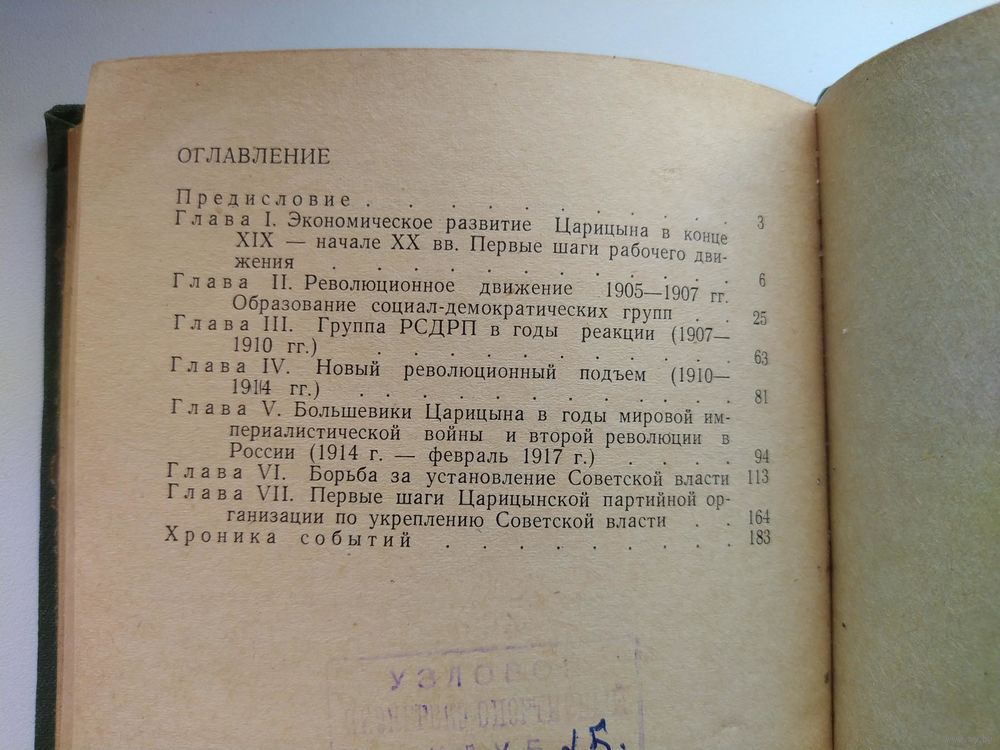 ОГЛАВЛЕНИЕ
Предисловие . . . . . . . . . . . 3
Глава I. Экономическое развитие Царицына в конце
XIX — начале XX вв. Первые шаги рабочего дви-
жения . . . . . . . . . . . . 6
Глава II. Революционное движение 1905—1907 гг.
Образование социал-демократических групп . . 25
Глава III. Группа РСДРП в годы реакции (1907—
1910 гг.) . . . . . . . . . . . 63
Глава IV. Новый революционный подъем (1910—
1914 гг.) . . . . . . . . . . . 81
Глава V. Большевики Царицына в годы мировой им-
периалистической войны и второй революции в
России (1914 г. — февраль 1917 г.) . . . . 94
Глава VI. Борьба за установление Советской власти 113
Глава VII. Первые шаги Царицынской партийной ор-
ганизации по укреплению Советской власти . . 164
Хроника событий . . . . . . . . . 183
УЗЛОВО